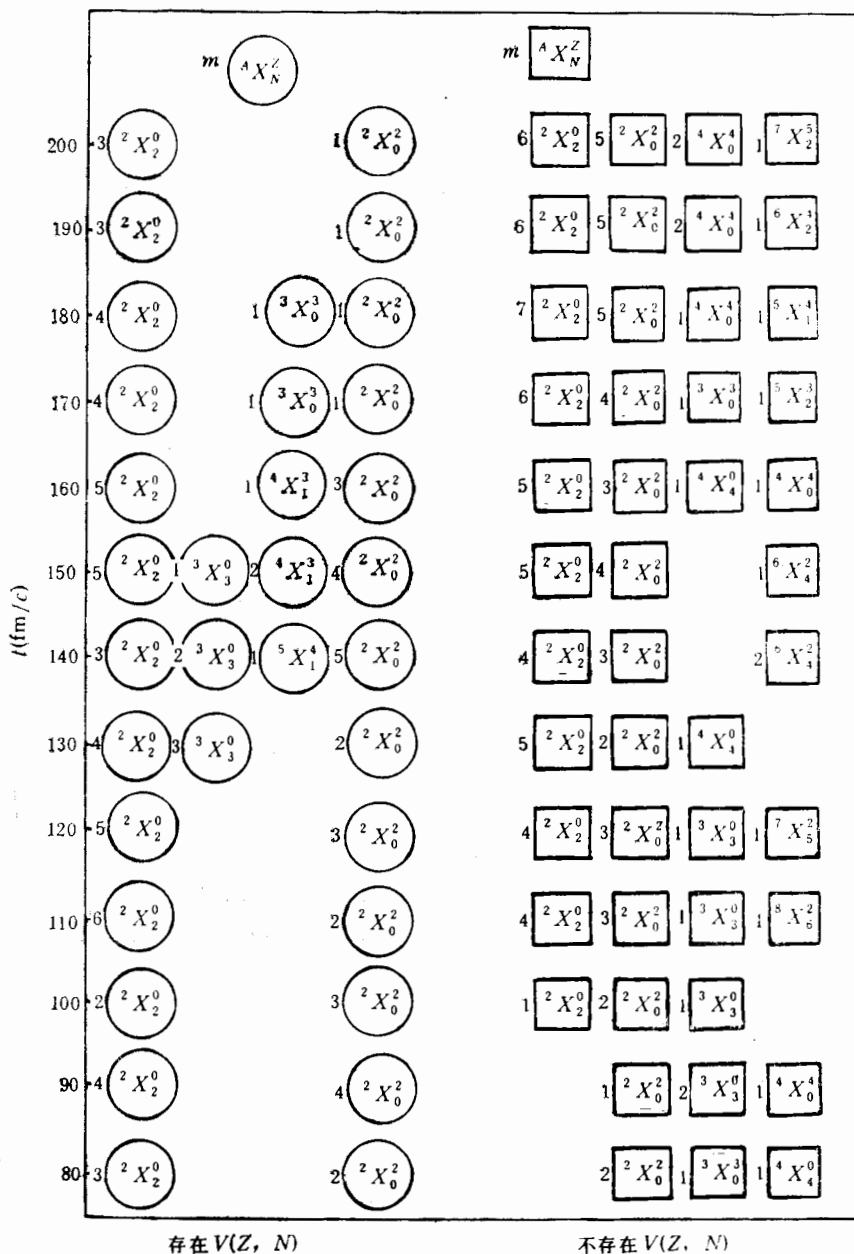 m ᴬX_N^Z m ᴬX_N^Z
200 3 ²X₂⁰ 1 ²X₀² 6 ²X₂⁰ 5 ²X₀² 2 ⁴X₀⁴ 1 ⁷X₂⁵
190 3 ²X₂⁰ 1 ²X₀² 6 ²X₂⁰ 5 ²X₀² 2 ⁴X₀⁴ 1 ⁶X₂⁴
180 4 ²X₂⁰ 1 ³X₀³ 1 ²X₀² 7 ²X₂⁰ 5 ²X₀² 1 ⁴X₀⁴ 1 ⁵X₁⁴
170 4 ²X₂⁰ 1 ³X₀³ 1 ²X₀² 6 ²X₂⁰ 4 ²X₀² 1 ³X₀³ 1 ⁵X₂³
160 5 ²X₂⁰ 1 ⁴X₁³ 3 ²X₀² 5 ²X₂⁰ 3 ²X₀² 1 ⁴X₄⁰ 1 ⁴X₀⁴
150 5 ²X₂⁰ 1 ³X₃⁰ 2 ⁴X₁³ 4 ²X₀² 5 ²X₂⁰ 4 ²X₀² 1 ⁶X₄²
t(fm/c)
140 3 ²X₂⁰ 2 ³X₃⁰ 1 ⁵X₁⁴ 5 ²X₀² 4 ²X₂⁰ 3 ²X₀² 2 ⁶X₄²
130 4 ²X₂⁰ 3 ³X₃⁰ 2 ²X₀² 5 ²X₂⁰ 2 ²X₀² 1 ⁴X₄⁰
120 5 ²X₂⁰ 3 ²X₀² 4 ²X₂⁰ 3 ²X₀² 1 ³X₃⁰ 1 ⁷X₅²
110 6 ²X₂⁰ 2 ²X₀² 4 ²X₂⁰ 3 ²X₀² 1 ³X₃⁰ 1 ⁸X₆²
100 2 ²X₂⁰ 3 ²X₀² 1 ²X₂⁰ 2 ²X₀² 1 ³X₃⁰
90 4 ²X₂⁰ 4 ²X₀² 1 ²X₀² 2 ³X₃⁰ 1 ⁴X₀⁴
80 3 ²X₂⁰ 2 ²X₀² 2 ²X₀² 1 ³X₀³ 1 ⁴X₄⁰
存在 V(Z, N) 不存在 V(Z, N)